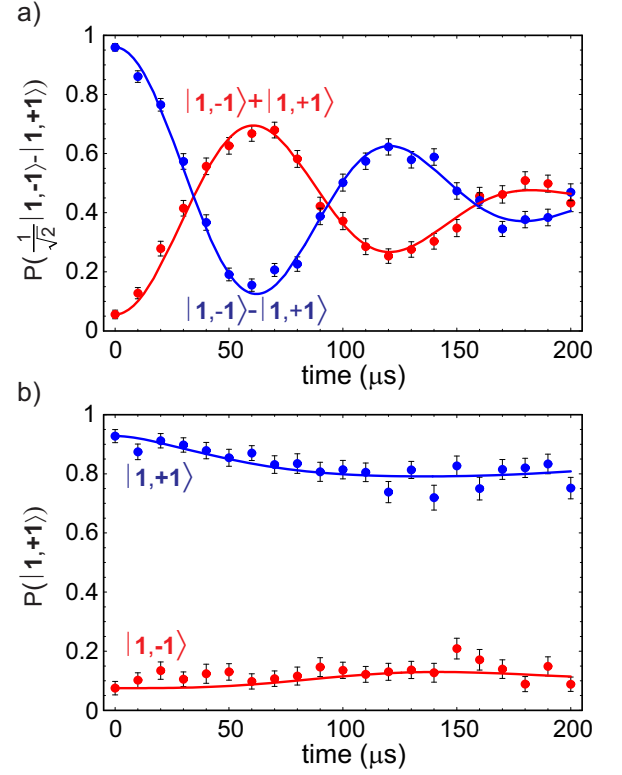 a)
P(1/√2|1,-1⟩-|1,+1⟩)
1
0.8
0.6
0.4
0.2
0
|1,-1⟩+|1,+1⟩
|1,-1⟩-|1,+1⟩
0 50 100 150 200
time (μs)
b)
P(|1,+1⟩)
1
0.8
0.6
0.4
0.2
0
|1,+1⟩
|1,-1⟩
0 50 100 150 200
time (μs)